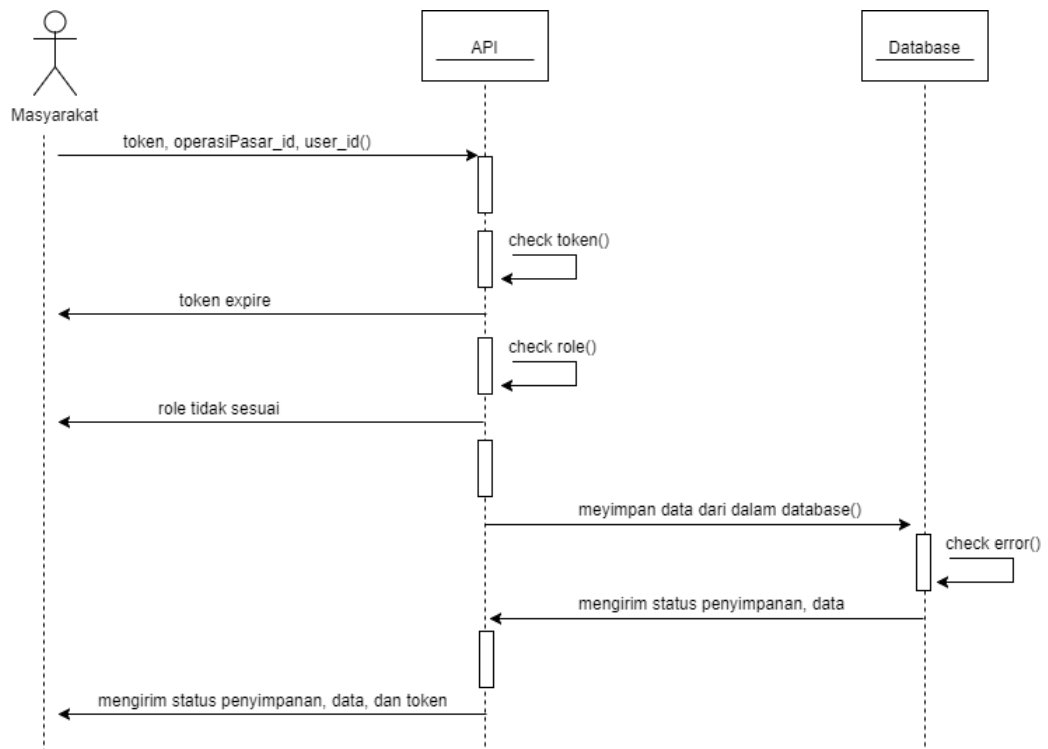 API
Database
Masyarakat
token, operasiPasar_id, user_id()
check token()
token expire
check role()
role tidak sesuai
meyimpan data dari dalam database()
check error()
mengirim status penyimpanan, data
mengirim status penyimpanan, data, dan token